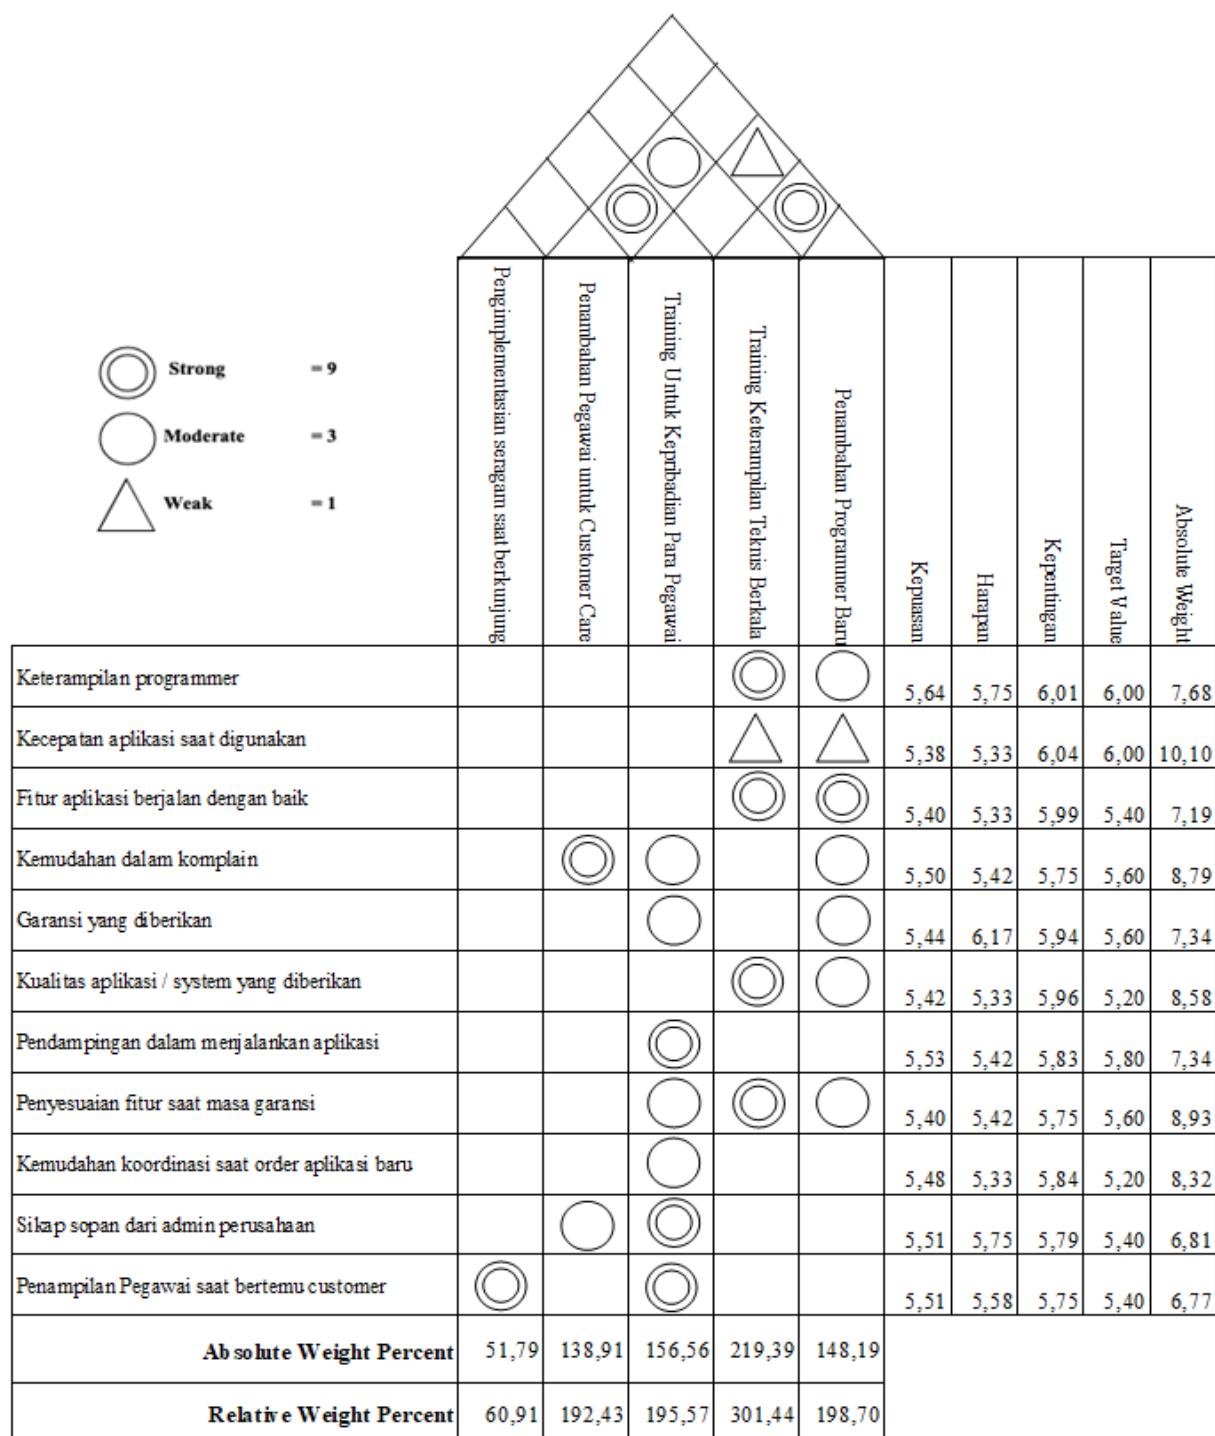 Strong = 9
Moderate = 3
Weak = 1
Pengimplementasian seragam saat berkunjung
Penambahan Pegawai untuk Customer Care
Training Untuk Kepribadian Para Pegawai
Training Keterampilan Teknis Berkala
Penambahan Programmer Baru
Kepuasan
Harapan
Kepentingan
Target Value
Absolute Weight
Keterampilan programmer 5,64 5,75 6,01 6,00 7,68
Kecepatan aplikasi saat digunakan 5,38 5,33 6,04 6,00 10,10
Fitur aplikasi berjalan dengan baik 5,40 5,33 5,99 5,40 7,19
Kemudahan dalam komplain 5,50 5,42 5,75 5,60 8,79
Garansi yang diberikan 5,44 6,17 5,94 5,60 7,34
Kualitas aplikasi / system yang diberikan 5,42 5,33 5,96 5,20 8,58
Pendampingan dalam menjalankan aplikasi 5,53 5,42 5,83 5,80 7,34
Penyesuaian fitur saat masa garansi 5,40 5,42 5,75 5,60 8,93
Kemudahan koordinasi saat order aplikasi baru 5,48 5,33 5,84 5,20 8,32
Sikap sopan dari admin perusahaan 5,51 5,75 5,79 5,40 6,81
Penampilan Pegawai saat bertemu customer 5,51 5,58 5,75 5,40 6,77
Absolute Weight Percent 51,79 138,91 156,56 219,39 148,19
Relative Weight Percent 60,91 192,43 195,57 301,44 198,70